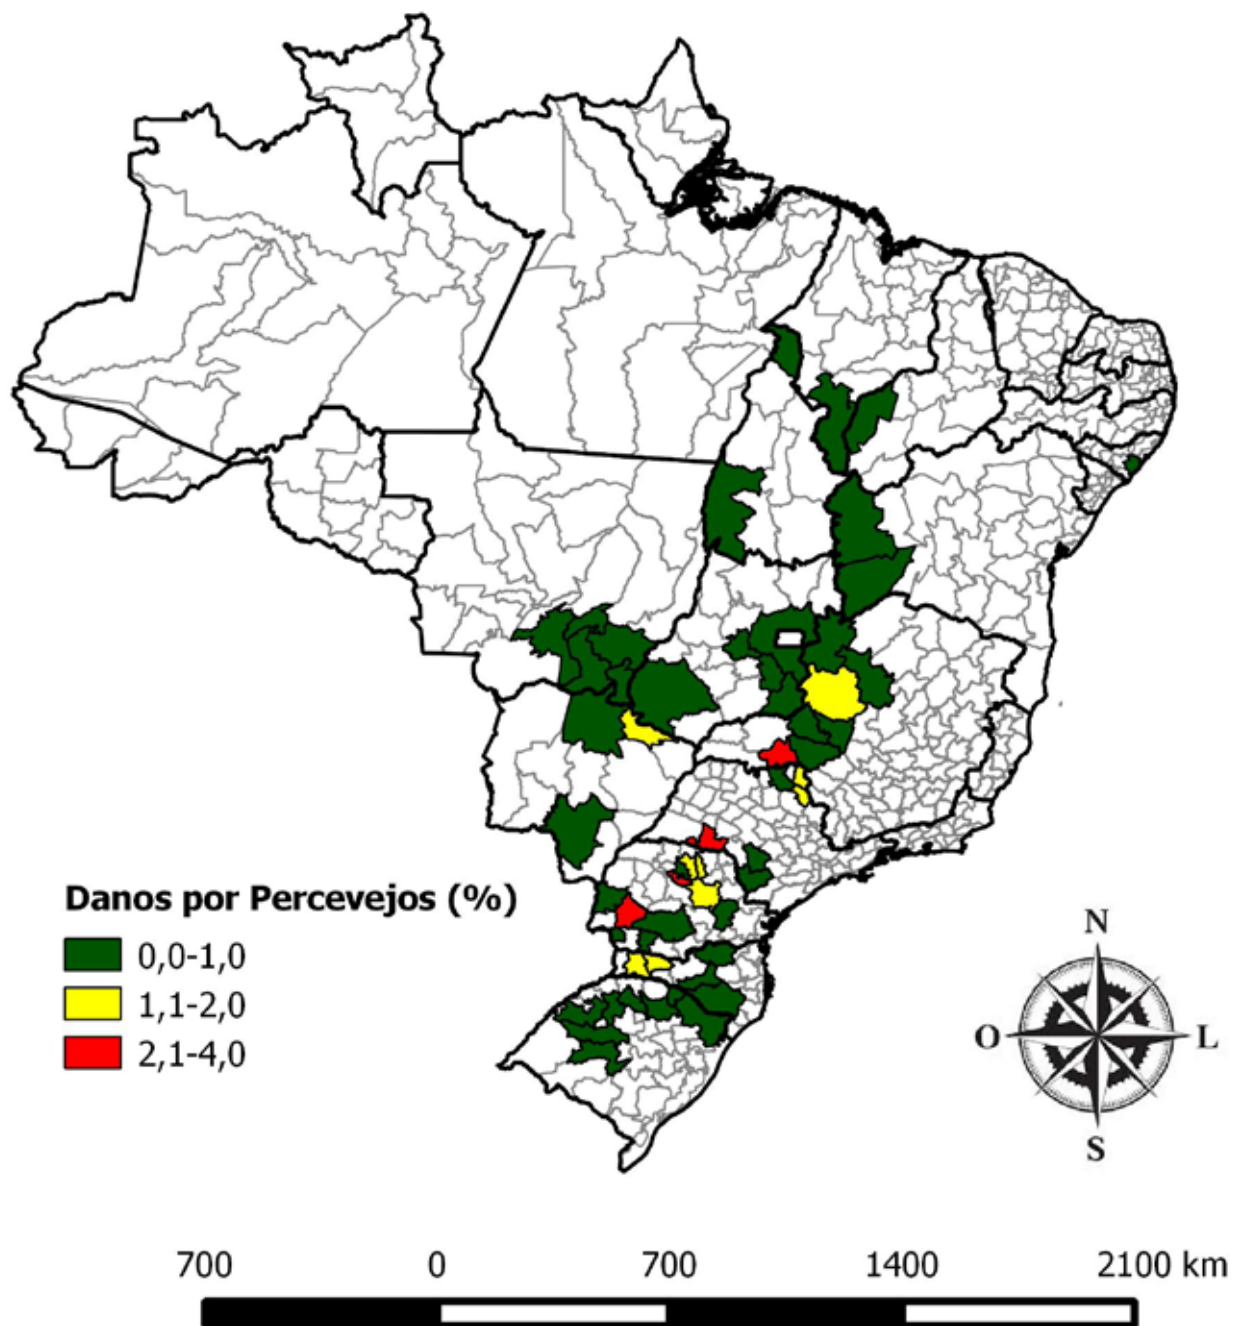 Danos por Percevejos (%)
0,0-1,0
1,1-2,0
2,1-4,0
N
O
L
S
700 0 700 1400 2100 km